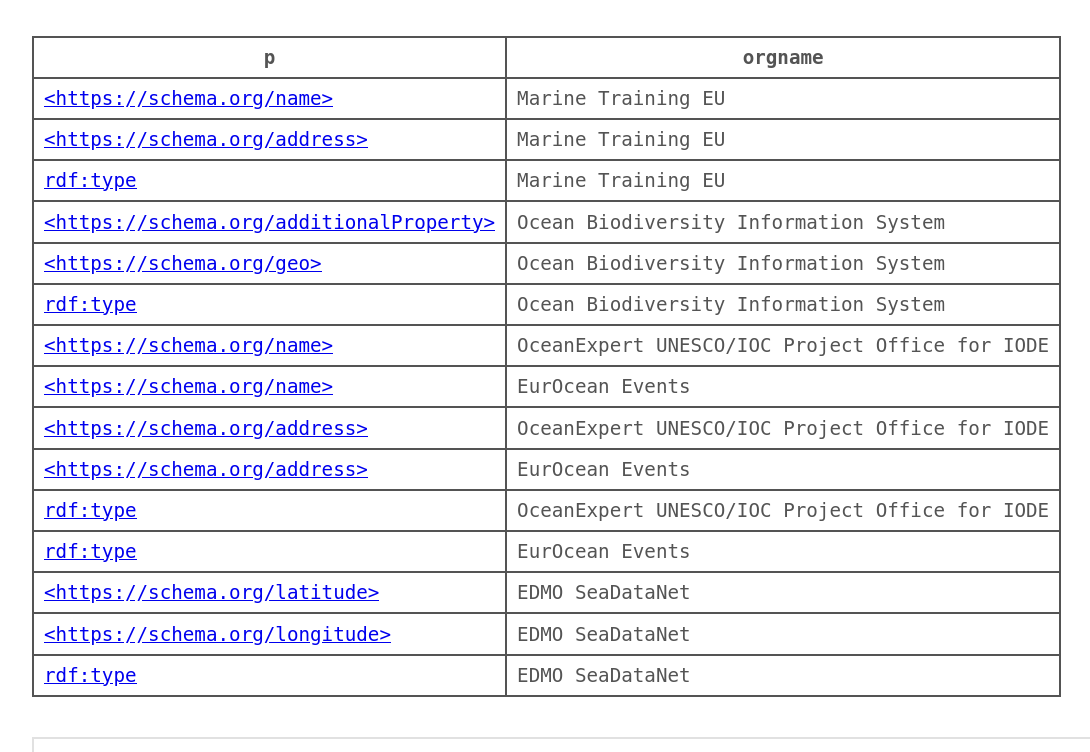 p orgname
<https://schema.org/name> Marine Training EU
<https://schema.org/address> Marine Training EU
rdf:type Marine Training EU
<https://schema.org/additionalProperty> Ocean Biodiversity Information System
<https://schema.org/geo> Ocean Biodiversity Information System
rdf:type Ocean Biodiversity Information System
<https://schema.org/name> OceanExpert UNESCO/IOC Project Office for IODE
<https://schema.org/name> EurOcean Events
<https://schema.org/address> OceanExpert UNESCO/IOC Project Office for IODE
<https://schema.org/address> EurOcean Events
rdf:type OceanExpert UNESCO/IOC Project Office for IODE
rdf:type EurOcean Events
<https://schema.org/latitude> EDMO SeaDataNet
<https://schema.org/longitude> EDMO SeaDataNet
rdf:type EDMO SeaDataNet